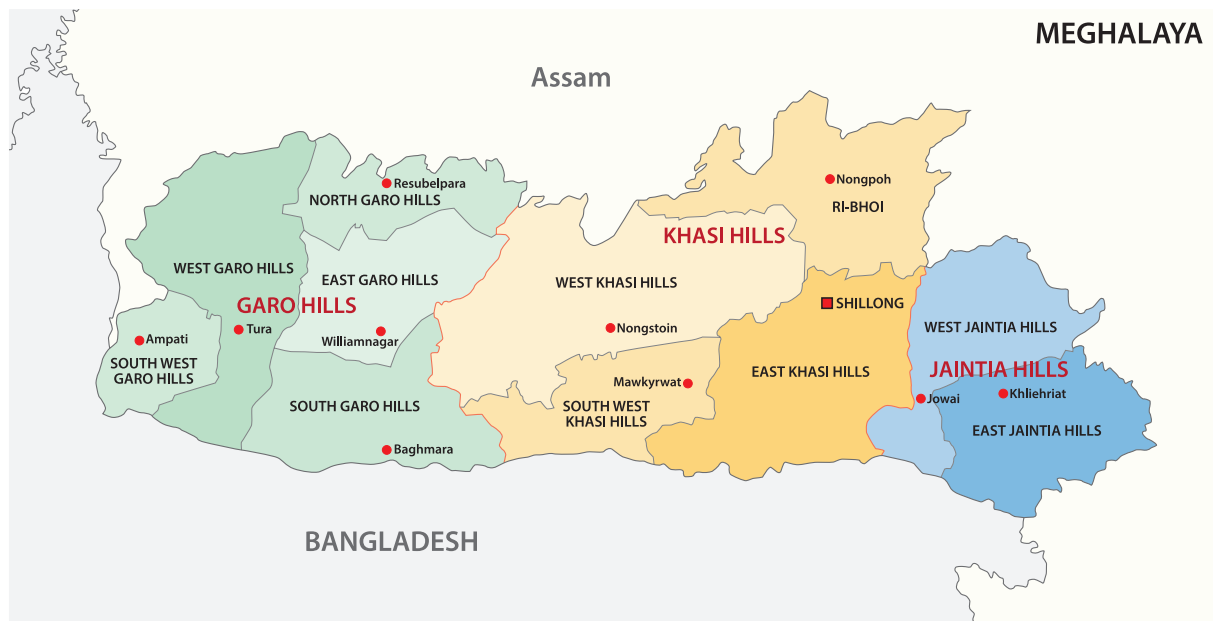 MEGHALAYA
Assam
Resubelpara
NORTH GARO HILLS
Nongpoh
RI-BHOI
KHASI HILLS
WEST GARO HILLS
EAST GARO HILLS
WEST KHASI HILLS
GARO HILLS
SHILLONG
Tura
Williamnagar
Nongstoin
WEST JAINTIA HILLS
Ampati
SOUTH WEST
GARO HILLS
EAST KHASI HILLS
JAINTIA HILLS
Mawkyrwat
Khliehriat
Jowai
SOUTH GARO HILLS
SOUTH WEST
KHASI HILLS
EAST JAINTIA HILLS
Baghmara
BANGLADESH